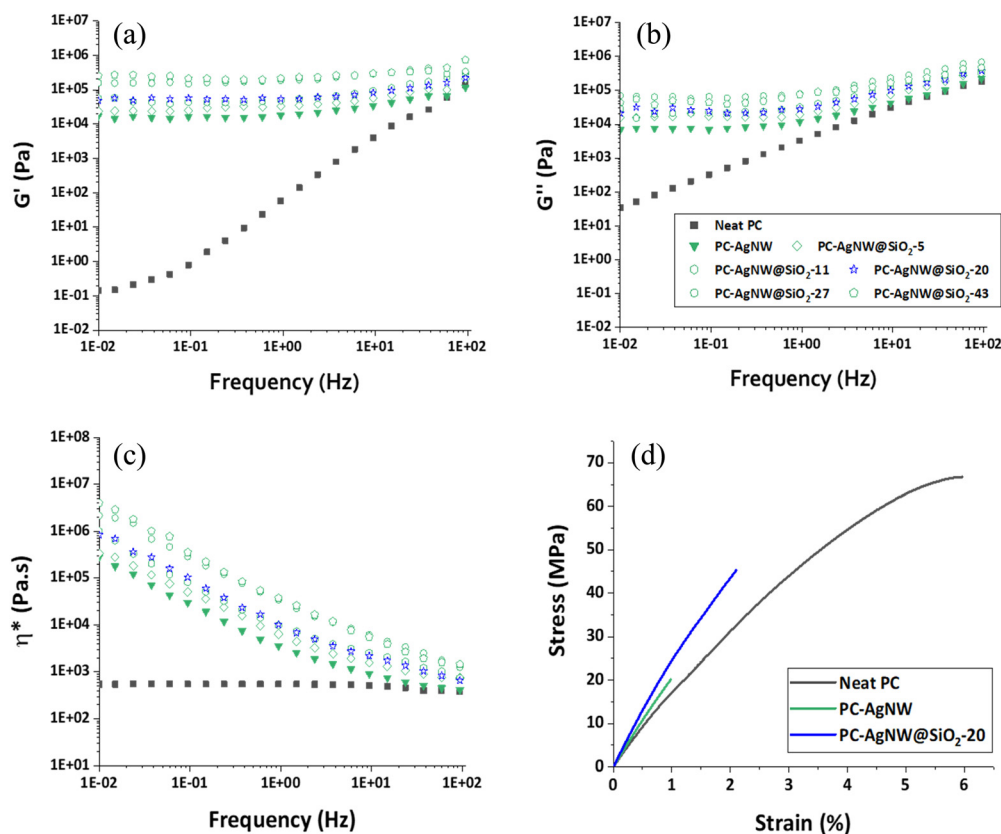 (a)
1E+07
1E+06
1E+05
1E+04
1E+03
1E+02
1E+01
1E+00
1E-01
1E-02
G' (Pa)
1E-02 1E-01 1E+00 1E+01 1E+02
Frequency (Hz)
(b)
1E+07
1E+06
1E+05
1E+04
1E+03
1E+02
1E+01
1E+00
1E-01
1E-02
G'' (Pa)
Neat PC
PC-AgNW PC-AgNW@SiO₂-5
PC-AgNW@SiO₂-11 PC-AgNW@SiO₂-20
PC-AgNW@SiO₂-27 PC-AgNW@SiO₂-43
1E-02 1E-01 1E+00 1E+01 1E+02
Frequency (Hz)
(c)
1E+08
1E+07
1E+06
1E+05
1E+04
1E+03
1E+02
1E+01
η* (Pa.s)
1E-02 1E-01 1E+00 1E+01 1E+02
Frequency (Hz)
(d)
70
60
50
40
30
20
10
0
Stress (MPa)
Neat PC
PC-AgNW
PC-AgNW@SiO₂-20
0 1 2 3 4 5 6
Strain (%)